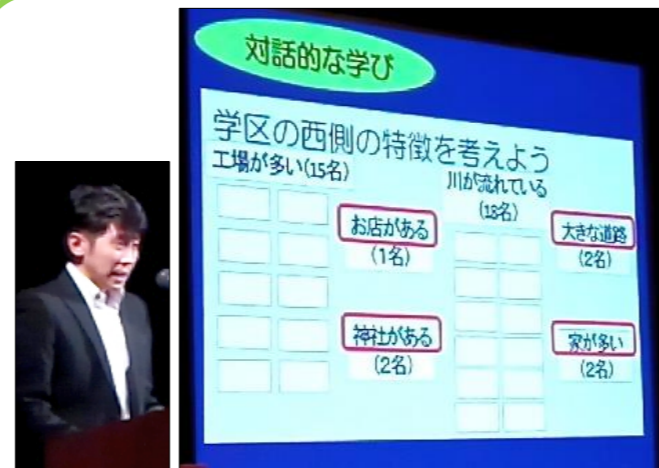 対話的な学び
学区の西側の特徴を考えよう
工場が多い(15名)
川が流れている
(18名)
お店がある
(1名)
大きな道路
(2名)
神社がある
(2名)
家が多い
(2名)